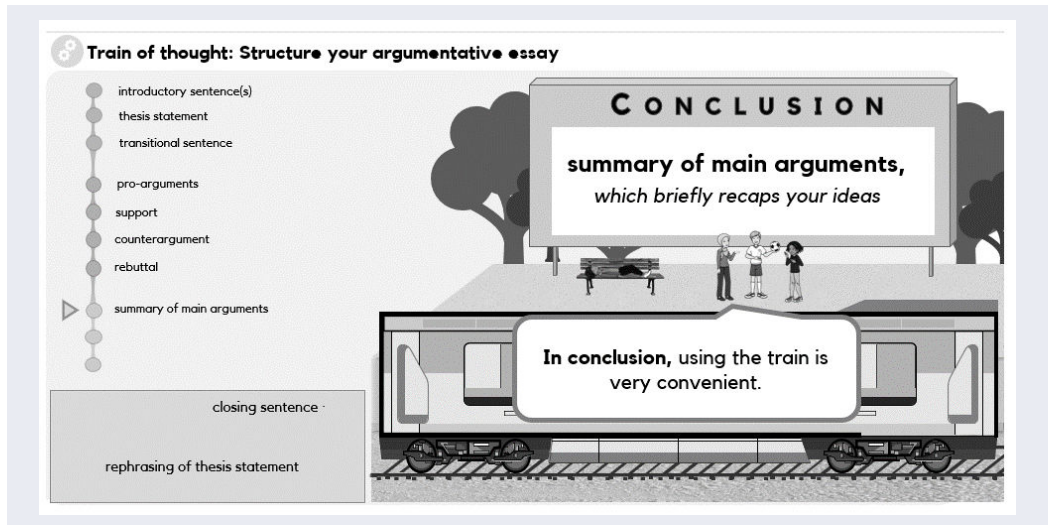 Train of thought: Structure your argumentative essay
introductory sentence(s)
thesis statement
transitional sentence
pro-arguments
support
counterargument
rebuttal
summary of main arguments
closing sentence
rephrasing of thesis statement
CONCLUSION
summary of main arguments,
which briefly recaps your ideas
In conclusion, using the train is
very convenient.